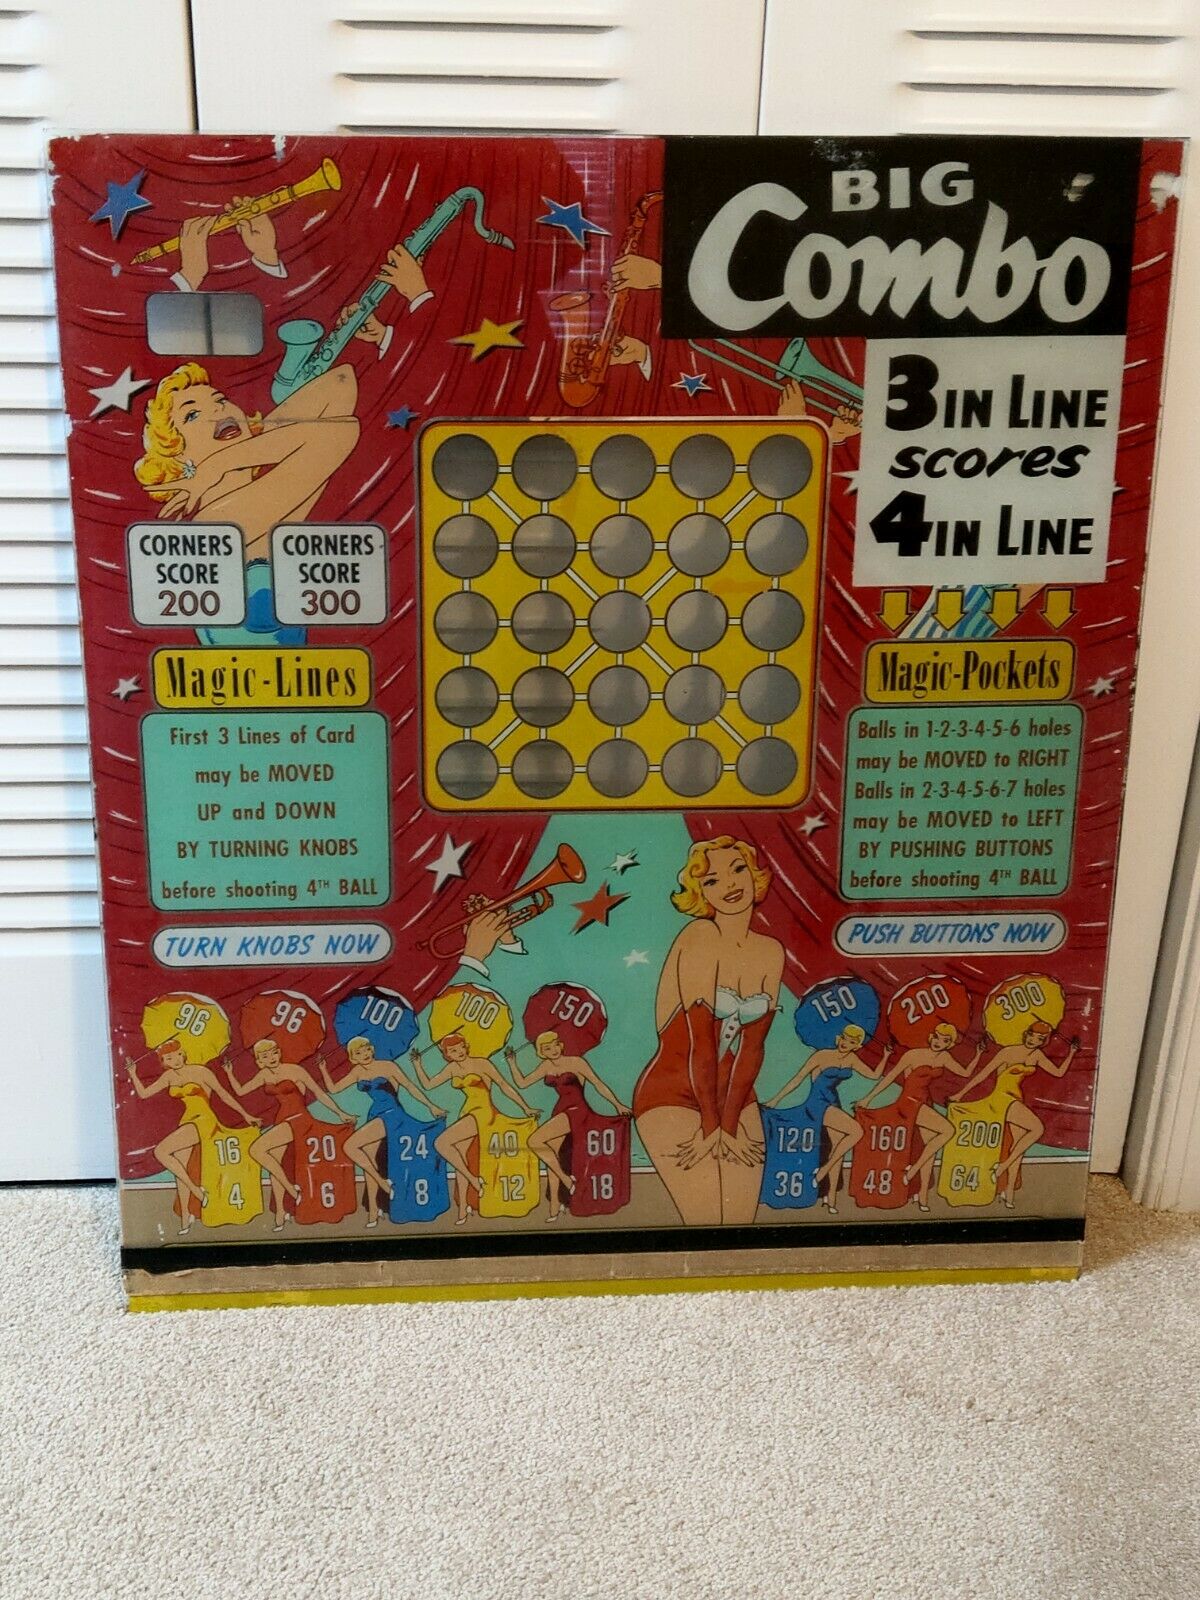 BIG
Combo
3 IN LINE
scores
4 IN LINE
CORNERS
SCORE
200
CORNERS
SCORE
300
Magic-Lines
First 3 Lines of Card
may be MOVED
UP and DOWN
BY TURNING KNOBS
before shooting 4TH BALL
TURN KNOBS NOW
Magic-Pockets
Balls in 1-2-3-4-5-6 holes
may be MOVED to RIGHT
Balls in 2-3-4-5-6-7 holes
may be MOVED to LEFT
BY PUSHING BUTTONS
before shooting 4TH BALL
PUSH BUTTONS NOW
96 96 100 100 150 150 200 300
16 20 24 40 60 120 160 200
4 6 8 12 18 36 48 64